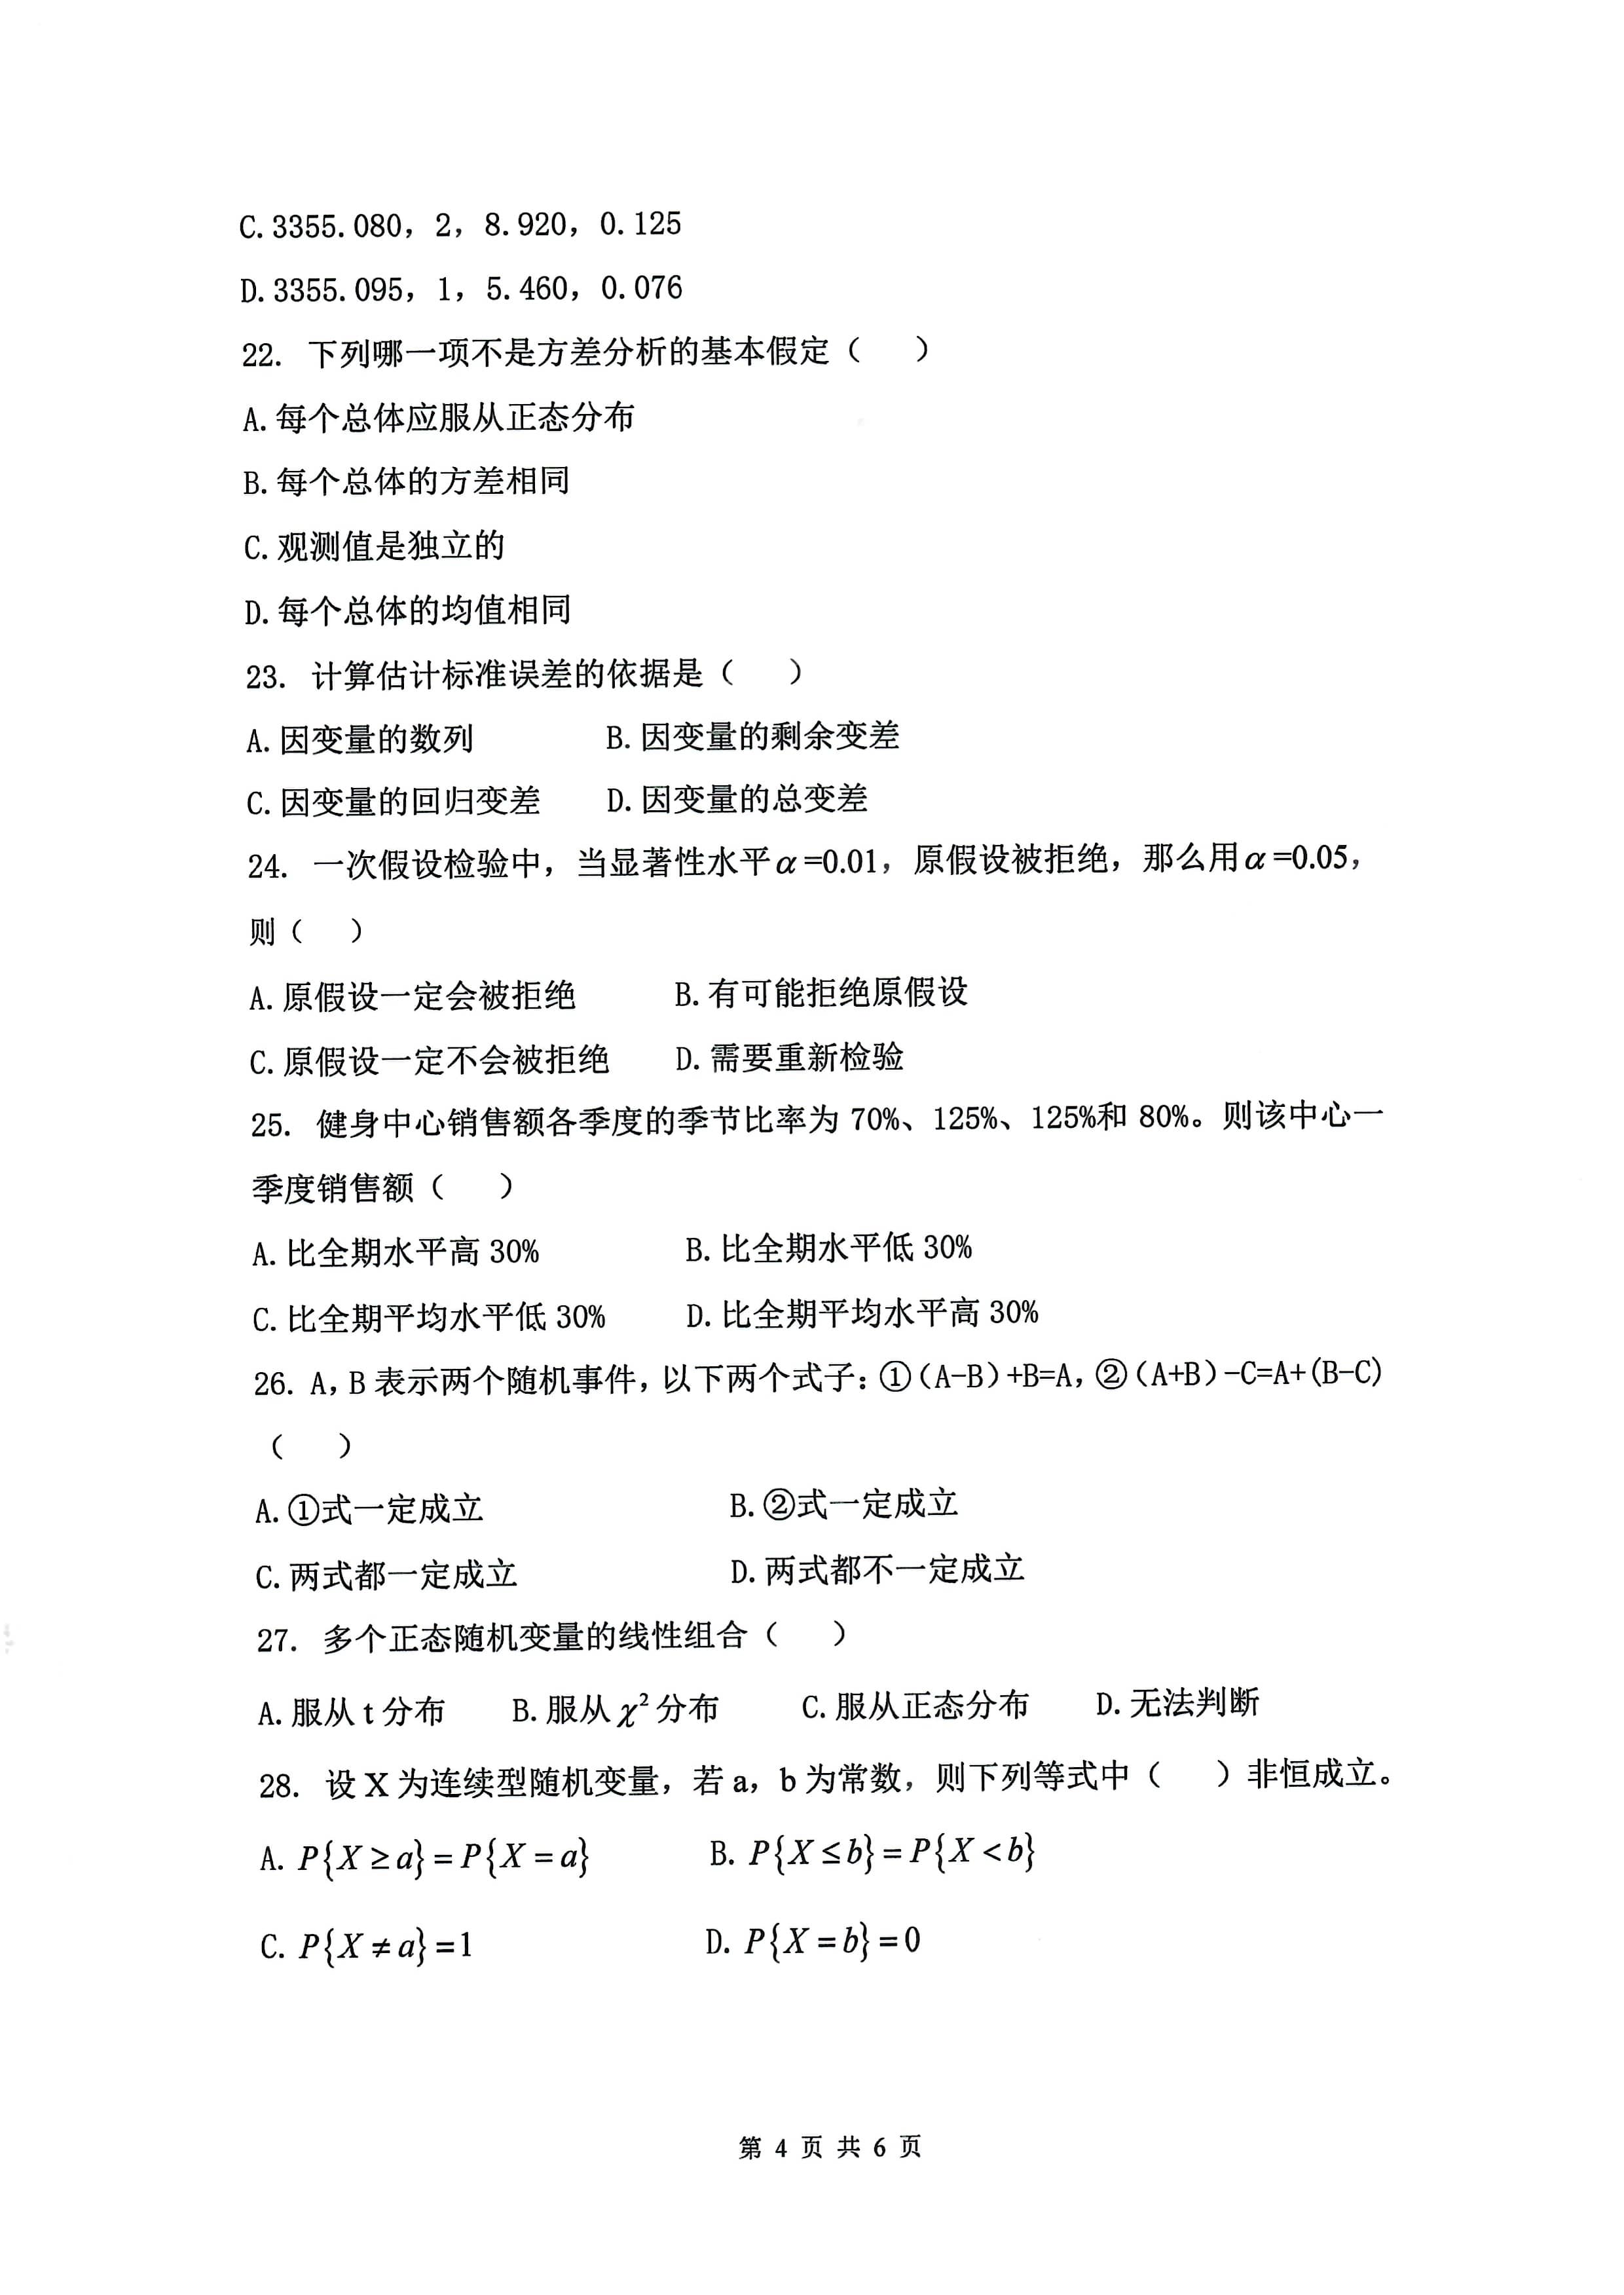 C.3355.080，2，8.920，0.125
D.3355.095，1，5.460，0.076
22. 下列哪一项不是方差分析的基本假定（  ）
A.每个总体应服从正态分布
B.每个总体的方差相同
C.观测值是独立的
D.每个总体的均值相同
23. 计算估计标准误差的依据是（  ）
A.因变量的数列 B.因变量的剩余变差
C.因变量的回归变差 D.因变量的总变差
24. 一次假设检验中，当显著性水平α=0.01，原假设被拒绝，那么用α=0.05，
则（  ）
A.原假设一定会被拒绝 B.有可能拒绝原假设
C.原假设一定不会被拒绝 D.需要重新检验
25. 健身中心销售额各季度的季节比率为 70%、125%、125%和 80%。则该中心一
季度销售额（  ）
A.比全期水平高 30% B.比全期水平低 30%
C.比全期平均水平低 30% D.比全期平均水平高 30%
26. A，B 表示两个随机事件，以下两个式子：①（A-B）+B=A，②（A+B）-C=A+(B-C)
（  ）
A.①式一定成立 B.②式一定成立
C.两式都一定成立 D.两式都不一定成立
27. 多个正态随机变量的线性组合（  ）
A.服从 t 分布 B.服从 χ² 分布 C.服从正态分布 D.无法判断
28. 设 X 为连续型随机变量，若 a，b 为常数，则下列等式中（  ）非恒成立。
A. P{X ≥ a} = P{X = a} B. P{X ≤ b} = P{X < b}
C. P{X ≠ a} = 1 D. P{X = b} = 0
第 4 页 共 6 页